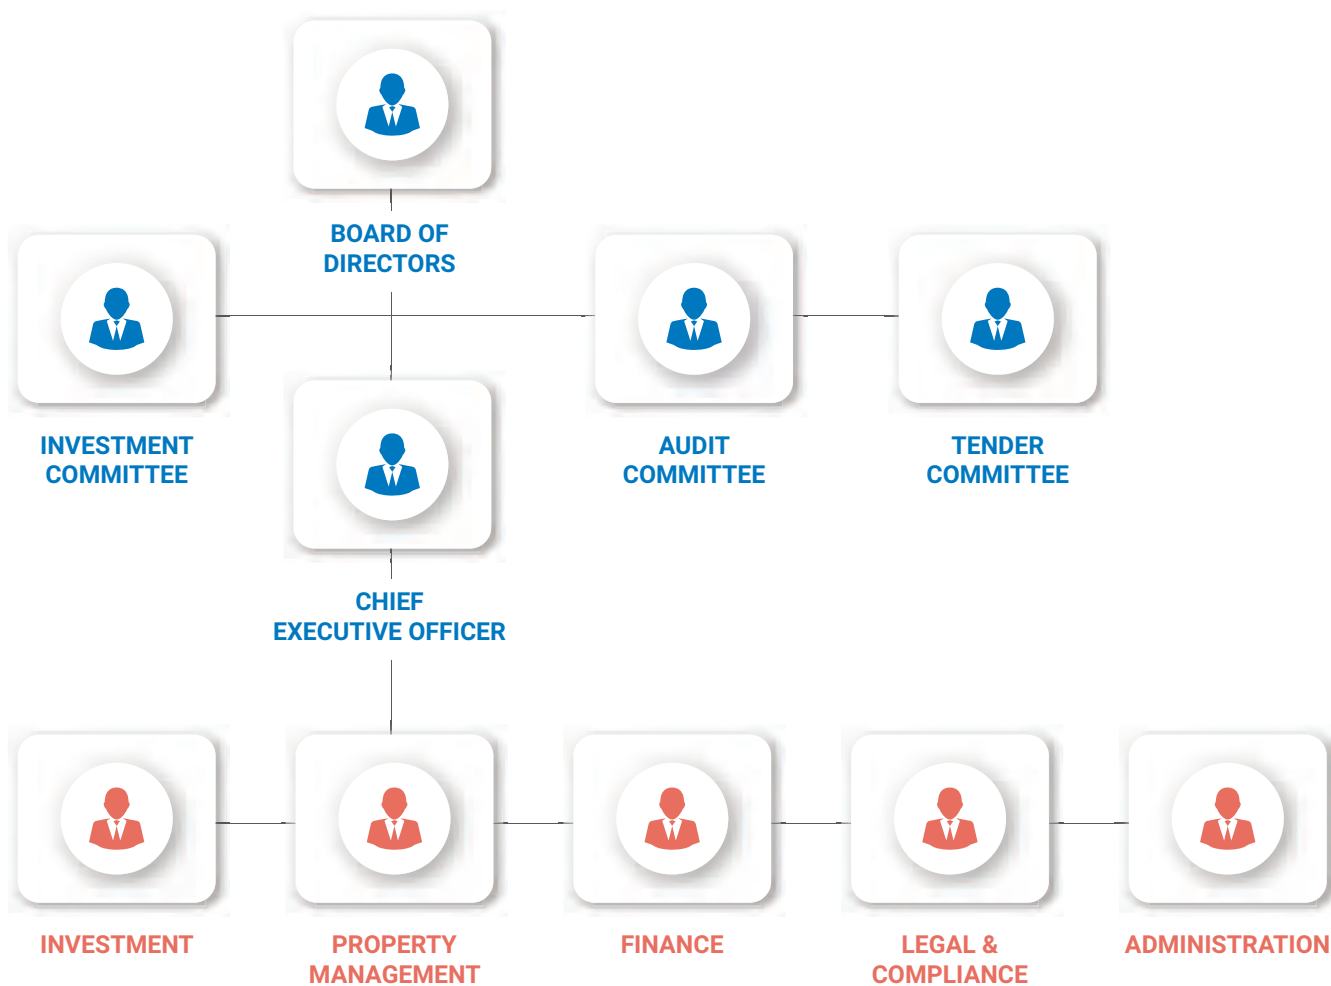 BOARD OF
DIRECTORS
INVESTMENT
COMMITTEE
AUDIT
COMMITTEE
TENDER
COMMITTEE
CHIEF
EXECUTIVE OFFICER
INVESTMENT
PROPERTY
MANAGEMENT
FINANCE
LEGAL &
COMPLIANCE
ADMINISTRATION